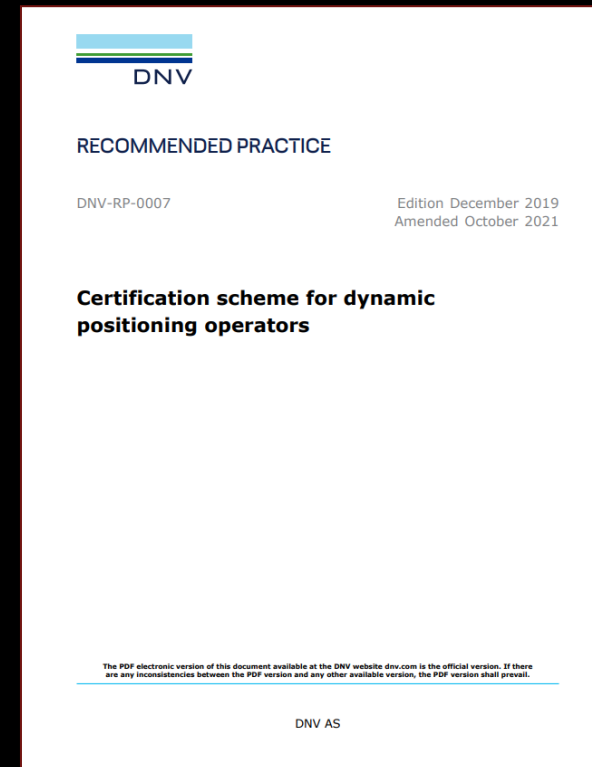 DNV
RECOMMENDED PRACTICE
DNV-RP-0007
Edition December 2019
Amended October 2021
Certification scheme for dynamic
positioning operators
The PDF electronic version of this document available at the DNV website dnv.com is the official version. If there
are any inconsistencies between the PDF version and any other available version, the PDF version shall prevail.
DNV AS